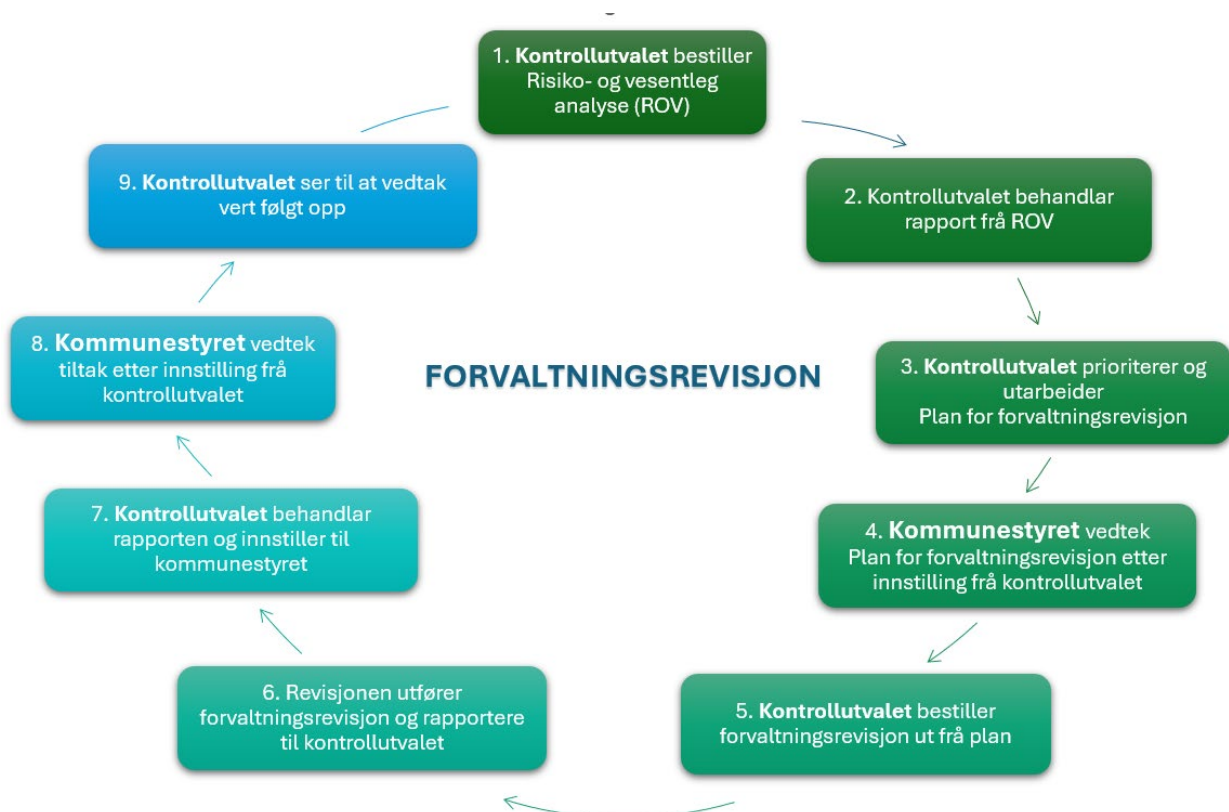 1. Kontrollutvalet bestiller
Risiko- og vesentleg
analyse (ROV)
2. Kontrollutvalet behandlar
rapport frå ROV
3. Kontrollutvalet prioriterer og
utarbeider
Plan for forvaltningsrevisjon
4. Kommunestyret vedtek
Plan for forvaltningsrevisjon etter
innstilling frå kontrollutvalet
5. Kontrollutvalet bestiller
forvaltningsrevisjon ut frå plan
6. Revisjonen utfører
forvaltningsrevisjon og rapportere
til kontrollutvalet
7. Kontrollutvalet behandlar
rapporten og innstiller til
kommunestyret
8. Kommunestyret vedtek
tiltak etter innstilling frå
kontrollutvalet
9. Kontrollutvalet ser til at vedtak
vert følgt opp
FORVALTNINGSREVISJON